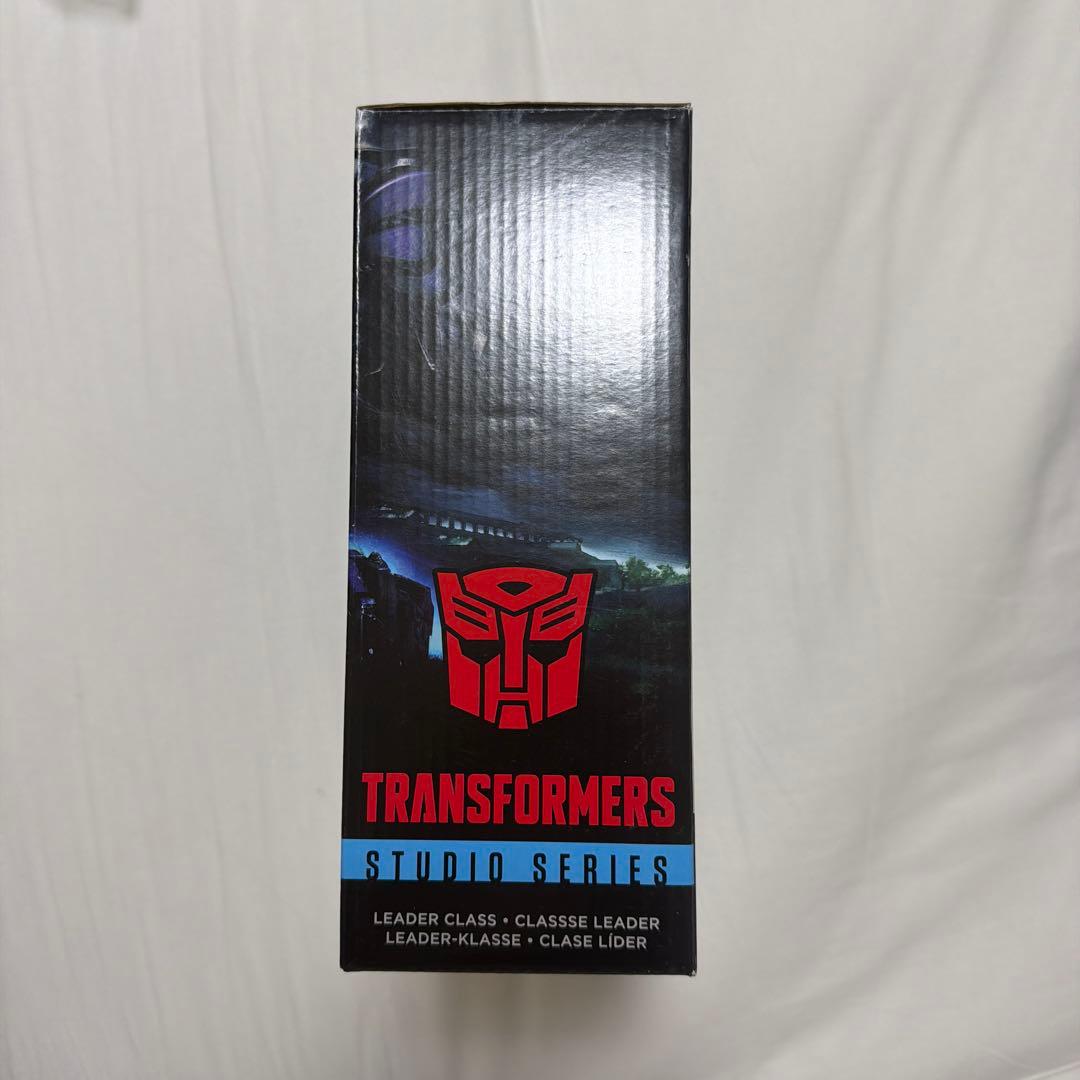 TRANSFORMERS
STUDIO SERIES
LEADER CLASS • CLASSSE LEADER
LEADER-KLASSE • CLASE LÍDER